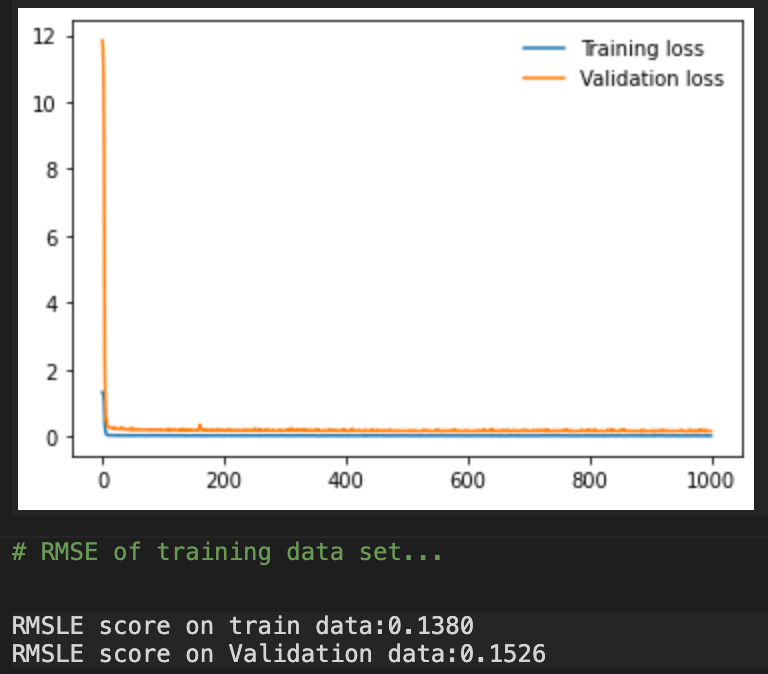 12
10
8
6
4
2
0
Training loss
Validation loss
0 200 400 600 800 1000
# RMSE of training data set...
RMSLE score on train data:0.1380
RMSLE score on Validation data:0.1526